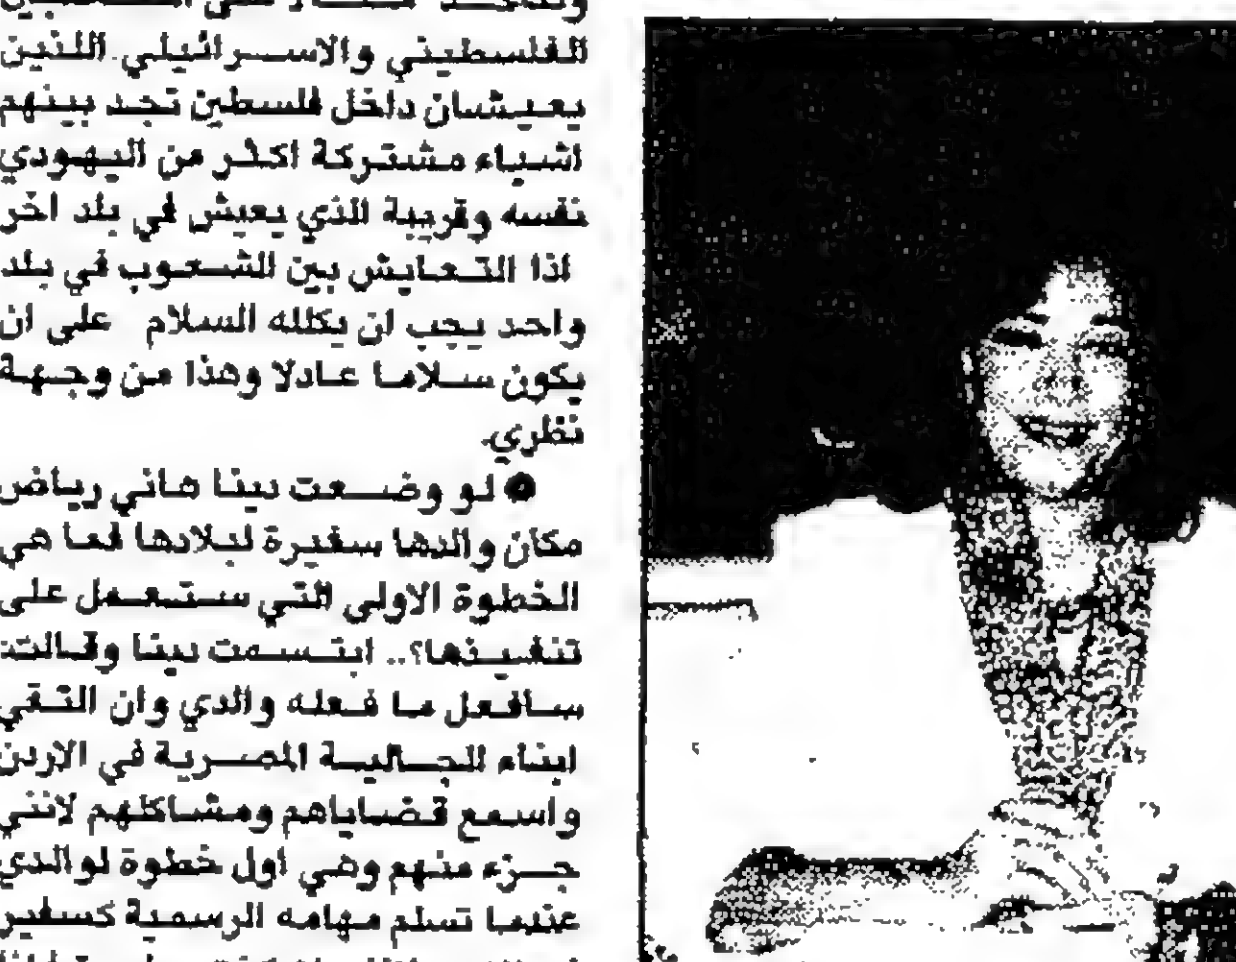 الفلسطيني والاسرائيلي اللذين
يعيشان داخل فلسطين تجد بينهم
اشياء مشتركة اكثر من اليهودي
نفسه وقريبة الذي يعيش في بلد اخر
اذا التعايش بين الشعوب في بلد
واحد يجب ان يكلله السلام على ان
يكون سلاما عادلا وهذا من وجهة
نظري.
● لو وضعت دينا هاني رياض
مكان والدها سفيرة لبلادها فما هي
الخطوة الاولى التي ستعمل على
تنفيذها؟.. ابتسمت دينا وقالت:
سافعل ما فعله والدي وان التقي
ابناء الجالية المصرية في الاردن
واسمع قضاياهم ومشاكلهم لانني
جزء منهم وهي اول خطوة لوالدي
عندما تسلم مهامه الرسمية كسفير